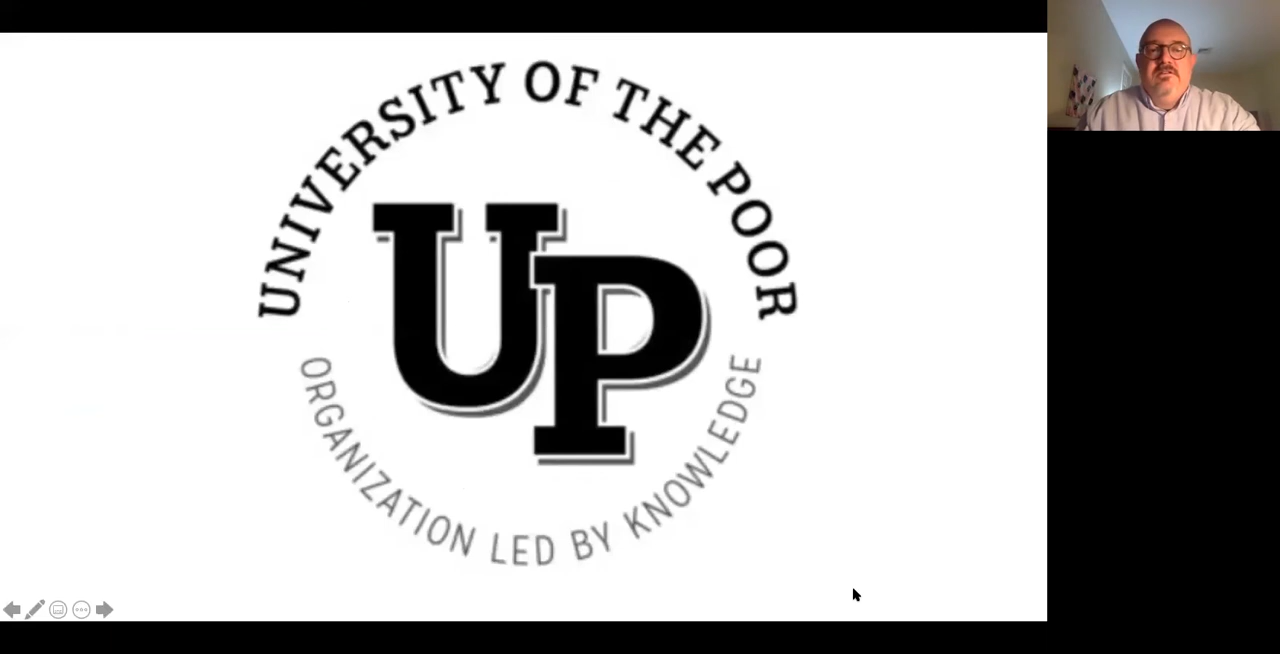 UNIVERSITY OF THE POOR
UP
ORGANIZATION LED BY KNOWLEDGE